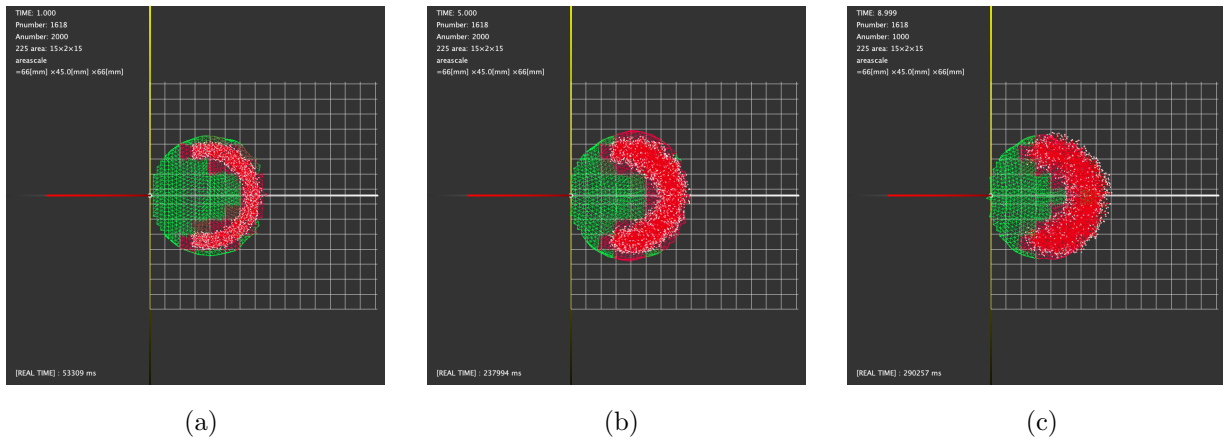 TIME: 1.000
Pnumber: 1618
Anumber: 2000
225 area: 15×2×15
areascale
=66[mm] ×45.0[mm] ×66[mm]
[REAL TIME] : 53309 ms
(a)
TIME: 5.000
Pnumber: 1618
Anumber: 2000
225 area: 15×2×15
areascale
=66[mm] ×45.0[mm] ×66[mm]
[REAL TIME] : 237994 ms
(b)
TIME: 8.999
Pnumber: 1618
Anumber: 1000
225 area: 15×2×15
areascale
=66[mm] ×45.0[mm] ×66[mm]
[REAL TIME] : 290257 ms
(c)